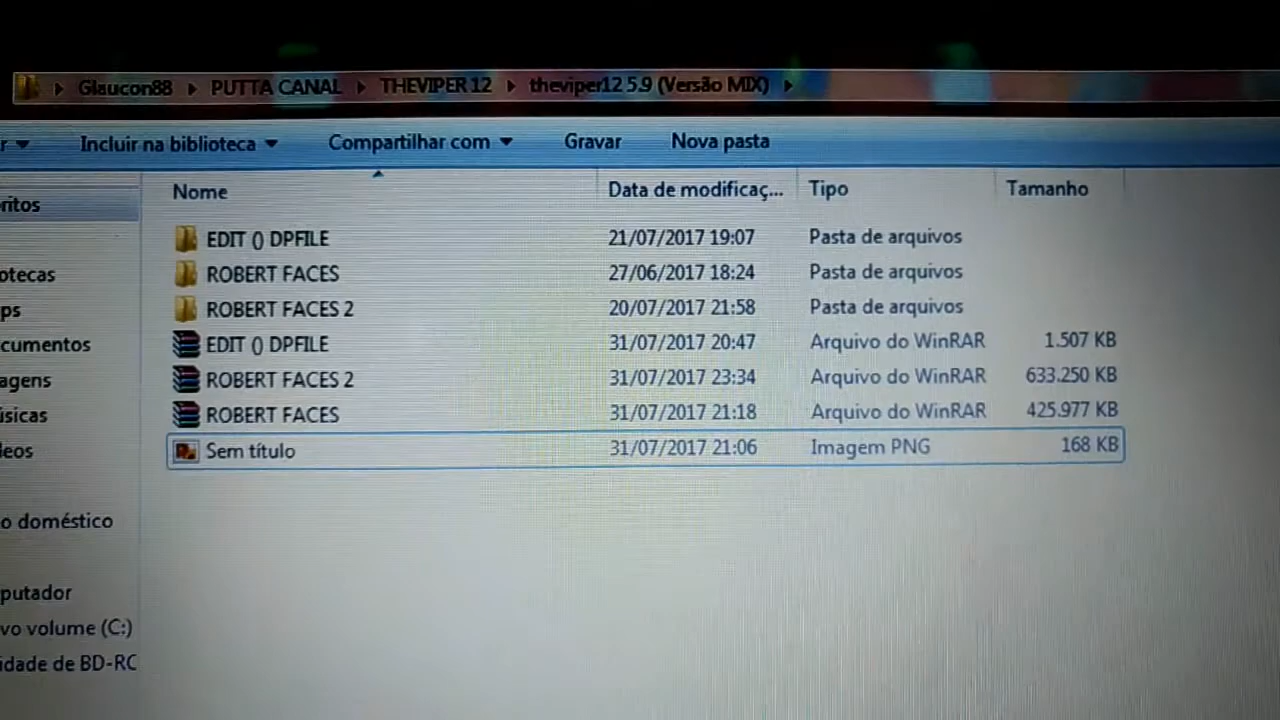 Glaucon88 PUTTA CANAL THEVIPER 12 theviper12 5.9 (Versão MIX)
r Incluir na biblioteca Compartilhar com Gravar Nova pasta
Nome Data de modificaç... Tipo Tamanho
ritos
EDIT () DPFILE 21/07/2017 19:07 Pasta de arquivos
otecas ROBERT FACES 27/06/2017 18:24 Pasta de arquivos
ps ROBERT FACES 2 20/07/2017 21:58 Pasta de arquivos
cumentos EDIT () DPFILE 31/07/2017 20:47 Arquivo do WinRAR 1.507 KB
agens ROBERT FACES 2 31/07/2017 23:34 Arquivo do WinRAR 633.250 KB
úsicas ROBERT FACES 31/07/2017 21:18 Arquivo do WinRAR 425.977 KB
leos Sem título 31/07/2017 21:06 Imagem PNG 168 KB
o doméstico
putador
vo volume (C:)
idade de BD-RC